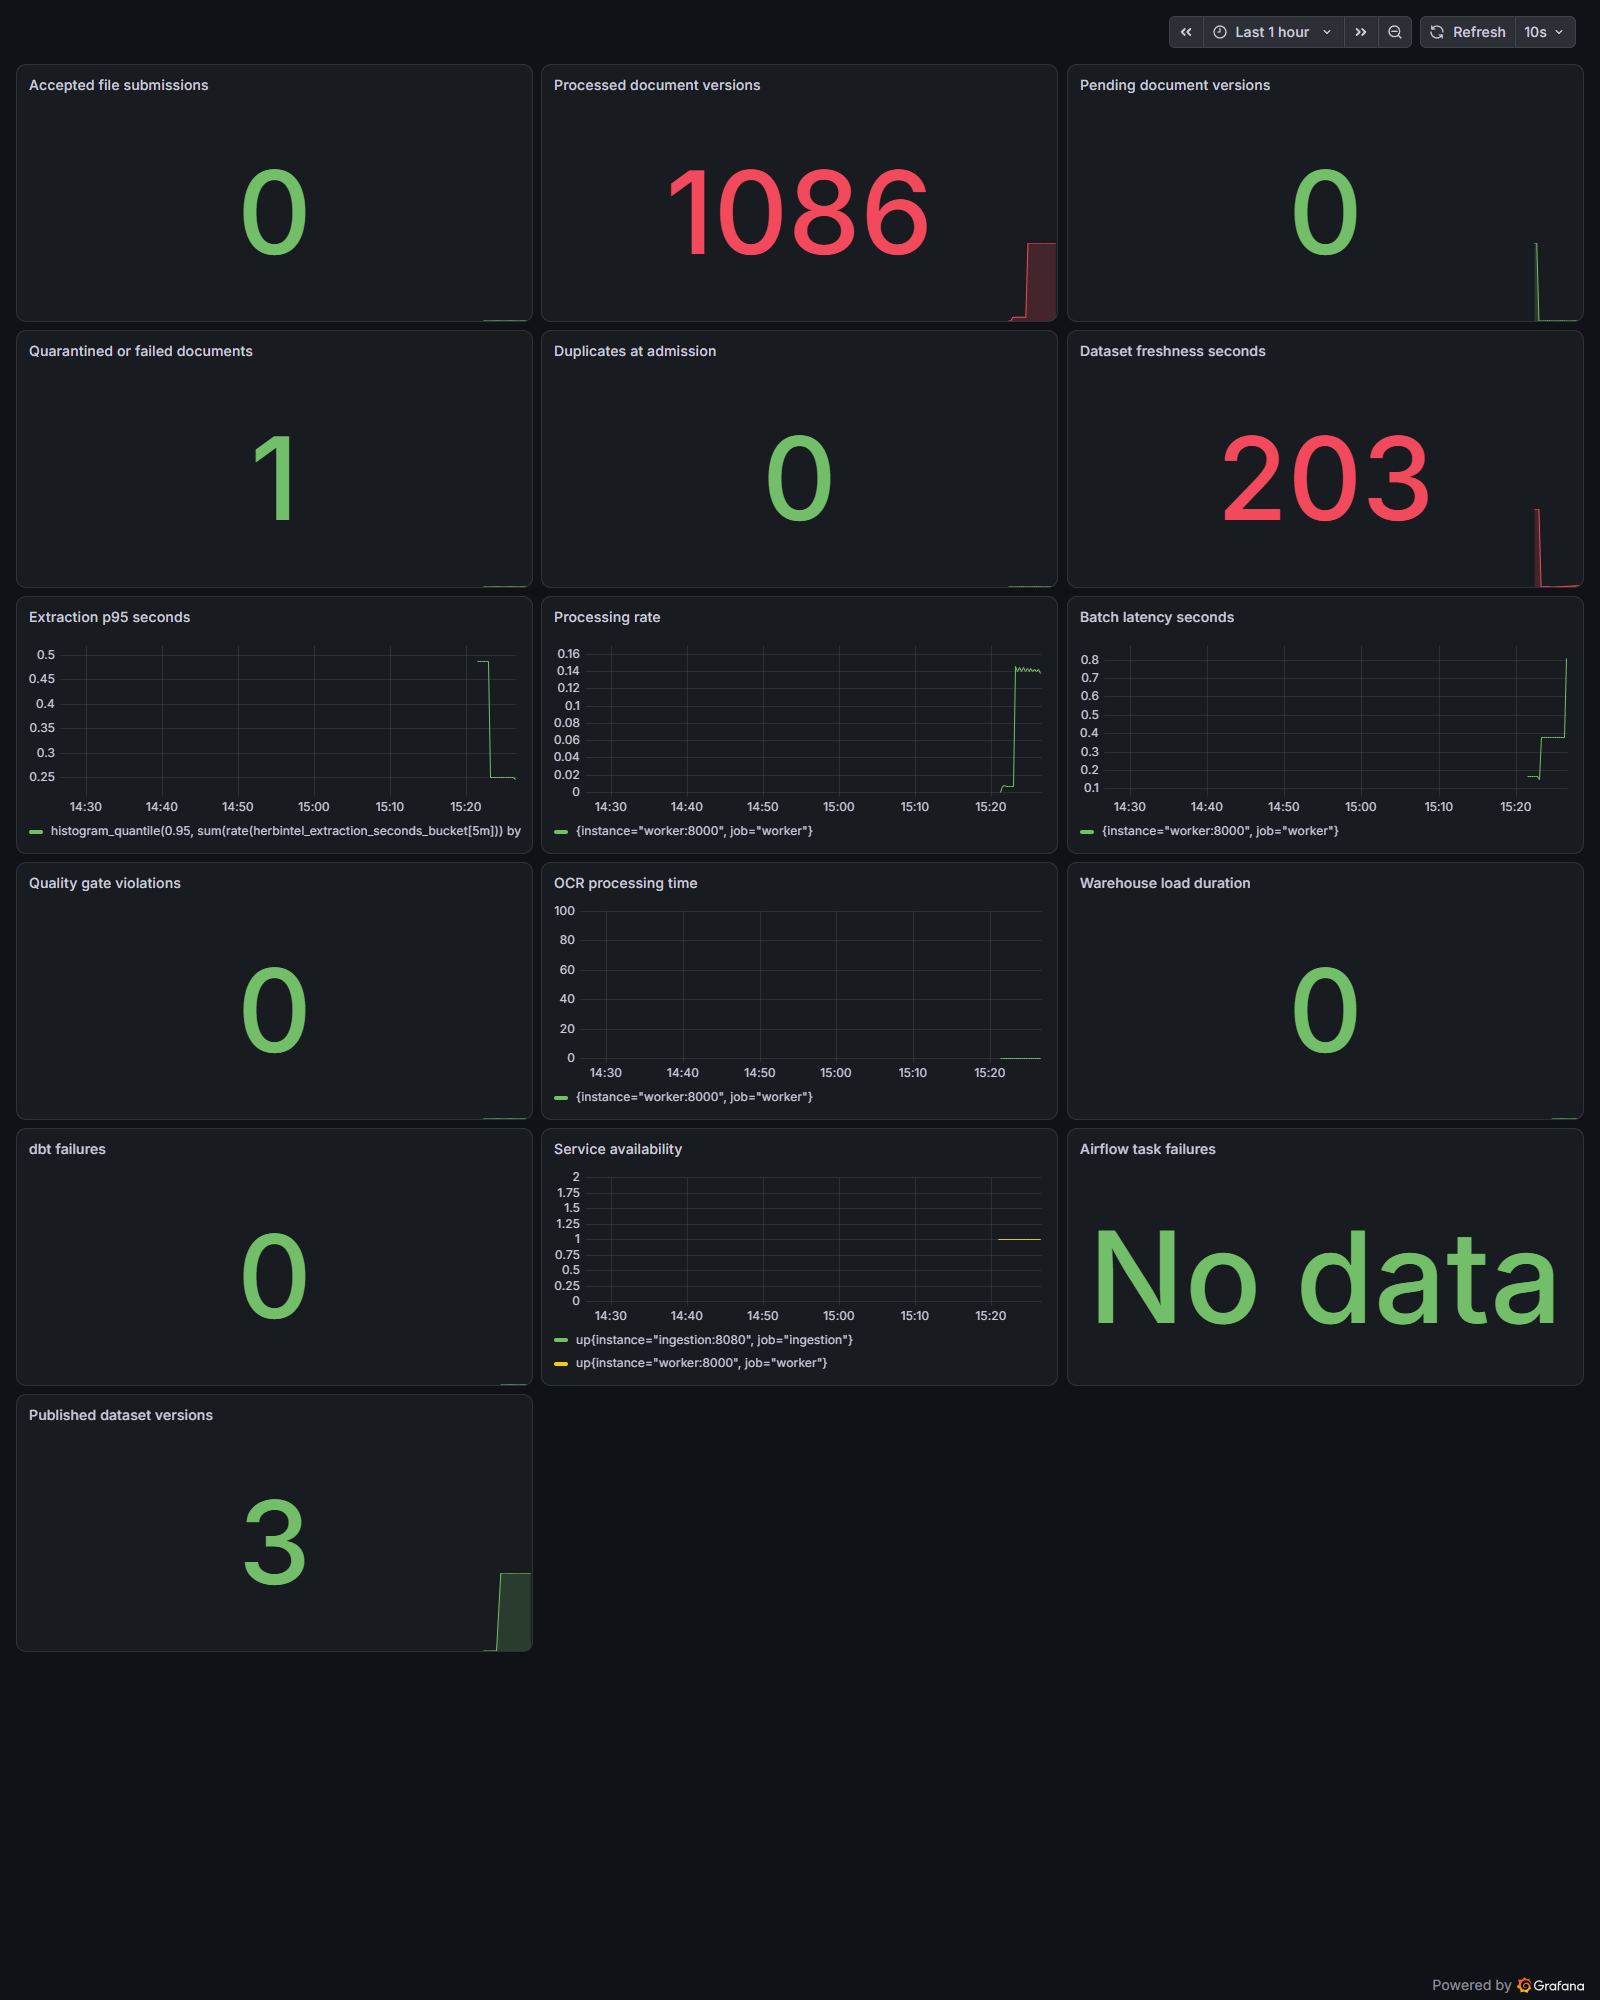 Last 1 hour
Refresh
10s
Accepted file submissions
0
Processed document versions
1086
Pending document versions
0
Quarantined or failed documents
1
Duplicates at admission
0
Dataset freshness seconds
203
Extraction p95 seconds
0.5
0.45
0.4
0.35
0.3
0.25
14:30 14:40 14:50 15:00 15:10 15:20
histogram_quantile(0.95, sum(rate(herbintel_extraction_seconds_bucket[5m])) by
Processing rate
0.16
0.14
0.12
0.1
0.08
0.06
0.04
0.02
0
14:30 14:40 14:50 15:00 15:10 15:20
{instance="worker:8000", job="worker"}
Batch latency seconds
0.8
0.7
0.6
0.5
0.4
0.3
0.2
0.1
14:30 14:40 14:50 15:00 15:10 15:20
{instance="worker:8000", job="worker"}
Quality gate violations
0
OCR processing time
100
80
60
40
20
0
14:30 14:40 14:50 15:00 15:10 15:20
{instance="worker:8000", job="worker"}
Warehouse load duration
0
dbt failures
0
Service availability
2
1.75
1.5
1.25
1
0.75
0.5
0.25
0
14:30 14:40 14:50 15:00 15:10 15:20
up{instance="ingestion:8080", job="ingestion"}
up{instance="worker:8000", job="worker"}
Airflow task failures
No data
Published dataset versions
3
Powered by Grafana